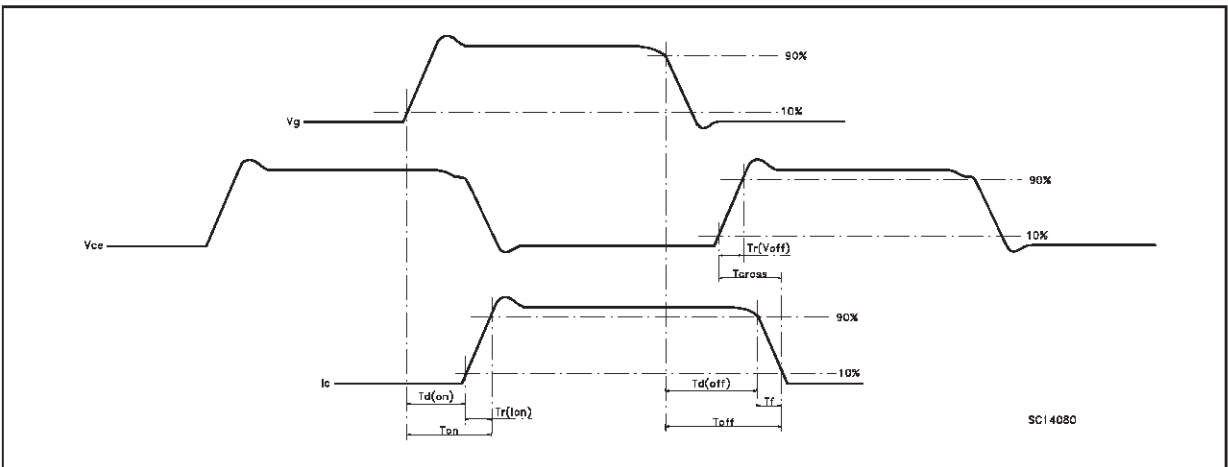 90%
10%
Vg
90%
Vce
10%
Tr(Voff)
Tcross
90%
10%
Ic
Td(on)
Td(off)
Tr(Ion)
Tf
Ton
Toff
SC14080